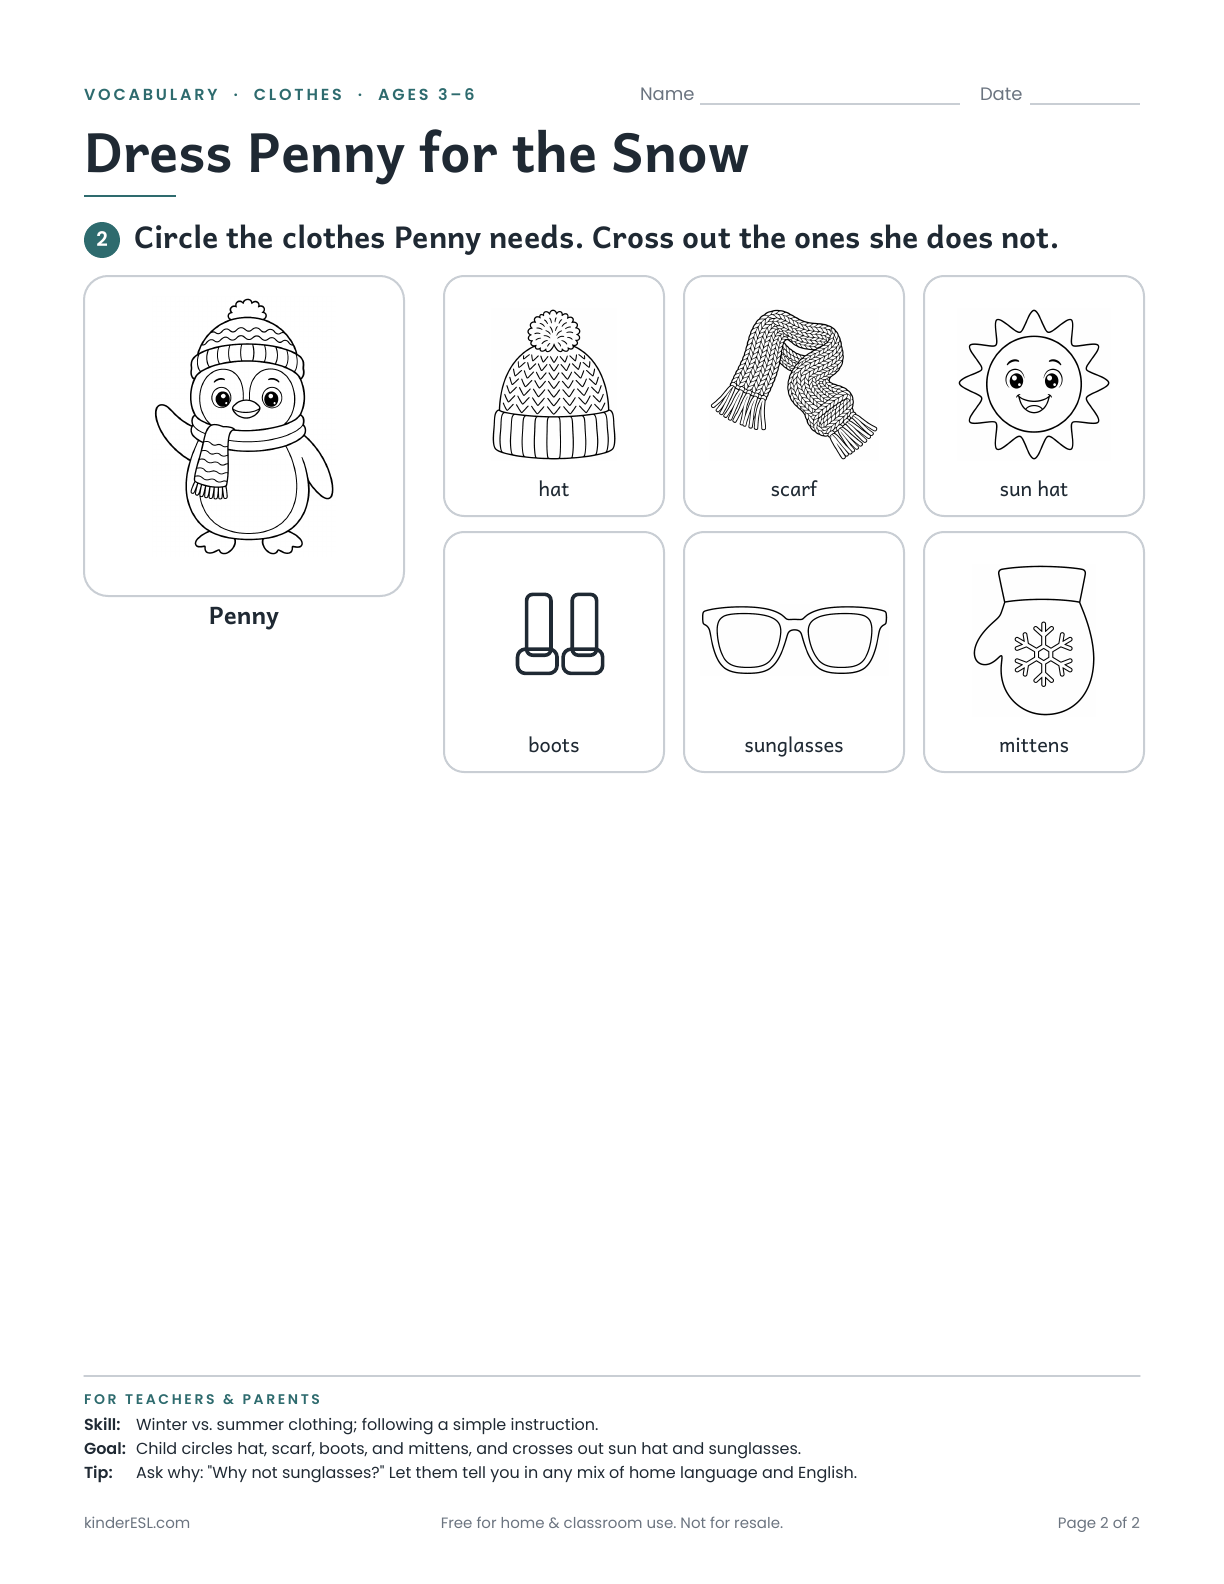 VOCABULARY · CLOTHES · AGES 3–6
Name
Date
Dress Penny for the Snow
2 Circle the clothes Penny needs. Cross out the ones she does not.
Penny
hat
scarf
sun hat
boots
sunglasses
mittens
FOR TEACHERS & PARENTS
Skill: Winter vs. summer clothing; following a simple instruction.
Goal: Child circles hat, scarf, boots, and mittens, and crosses out sun hat and sunglasses.
Tip: Ask why: "Why not sunglasses?" Let them tell you in any mix of home language and English.
kinderESL.com
Free for home & classroom use. Not for resale.
Page 2 of 2